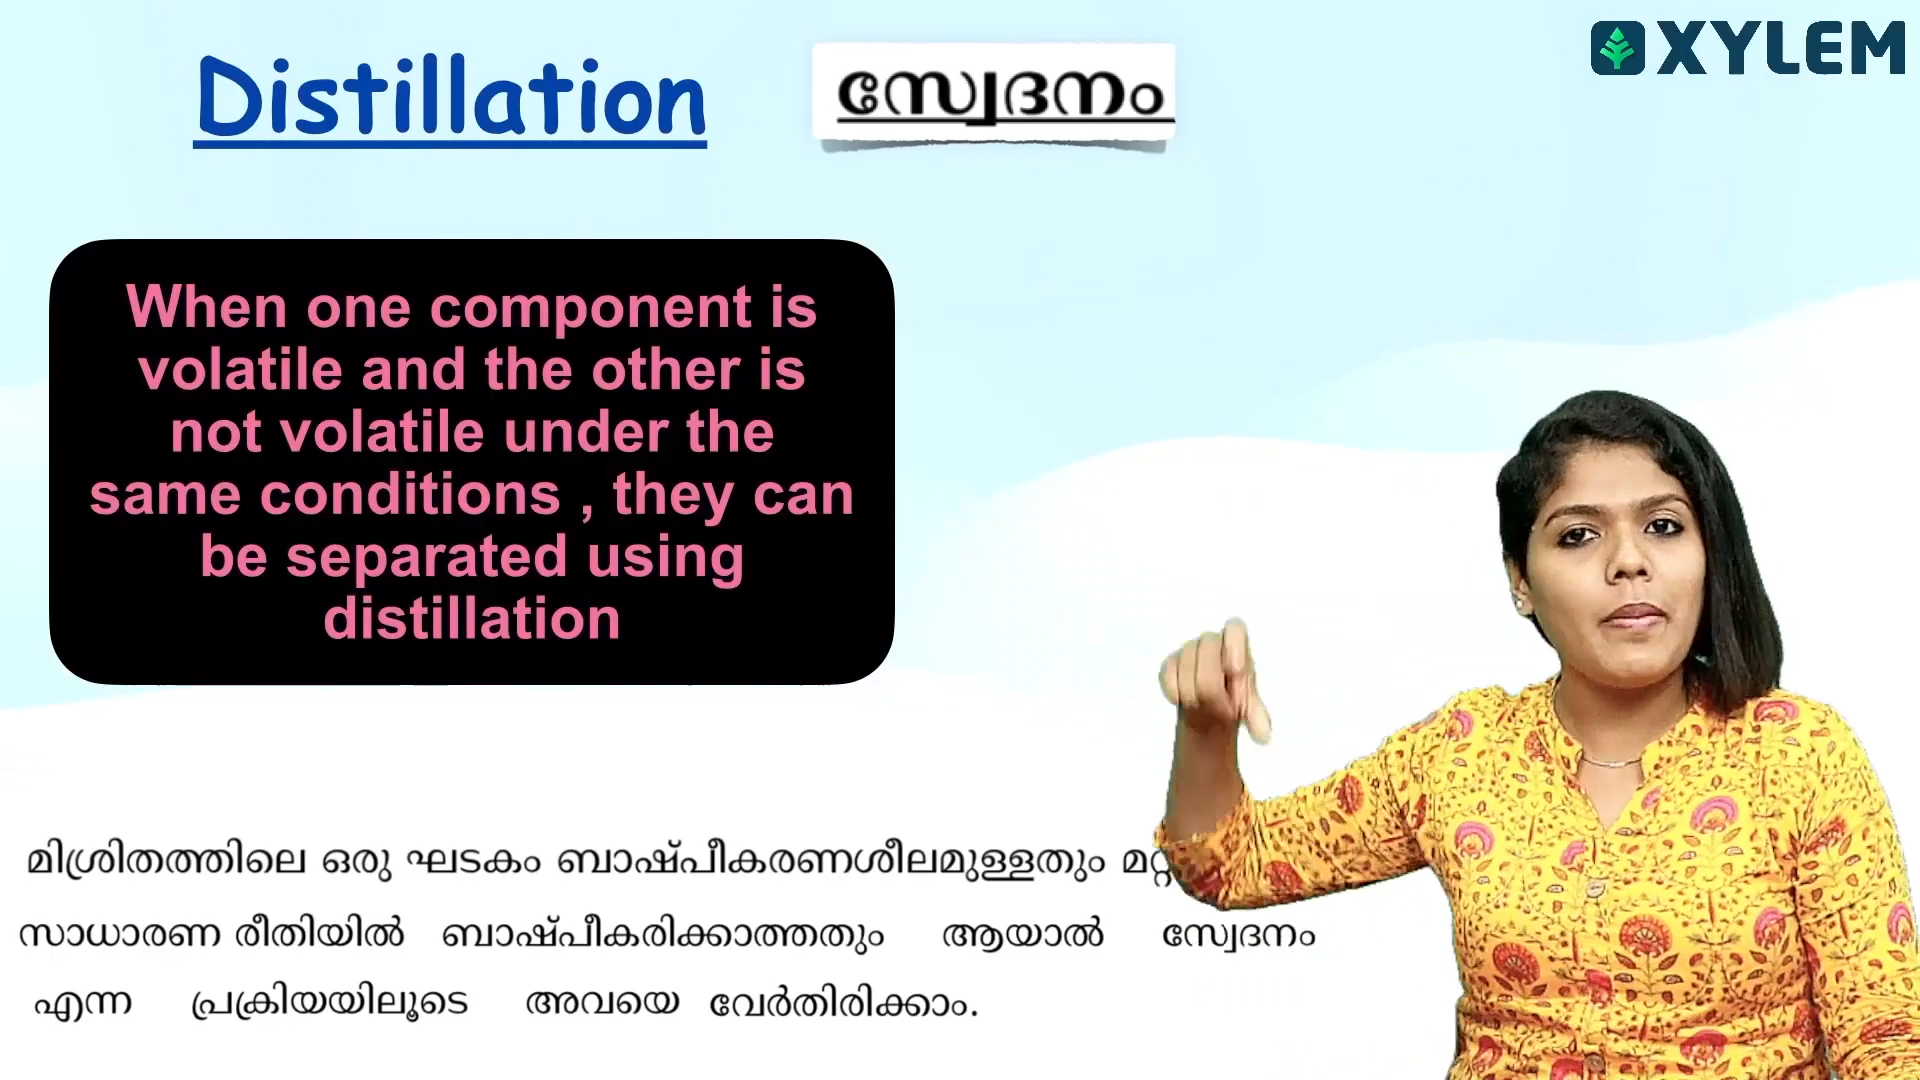 Distillation
സ്വേദനം
XYLEM
When one component is
volatile and the other is
not volatile under the
same conditions , they can
be separated using
distillation
മിശ്രിതത്തിലെ ഒരു ഘടകം ബാഷ്പീകരണശീലമുള്ളതും
സാധാരണ രീതിയിൽ ബാഷ്പീകരിക്കാത്തതും ആയാൽ സ്വേദനം
എന്ന പ്രക്രിയയിലൂടെ അവയെ വേർതിരിക്കാം.